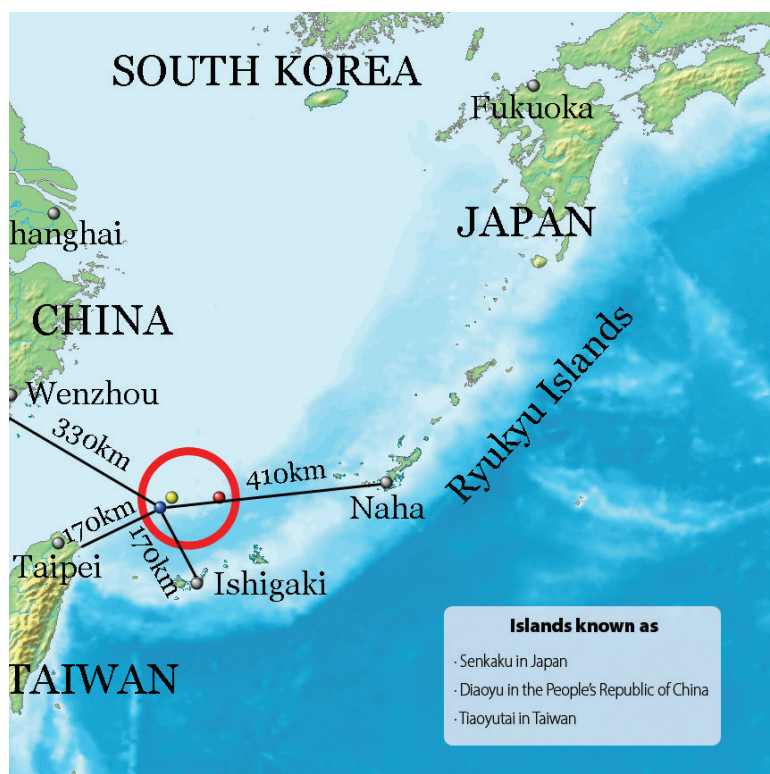 SOUTH KOREA
Fukuoka
hanghai
JAPAN
CHINA
Wenzhou
330km
410km
Ryukyu Islands
Naha
170km
Taipei
170km
Ishigaki
TAIWAN
Islands known as
· Senkaku in Japan
· Diaoyu in the People's Republic of China
· Tiaoyutai in Taiwan